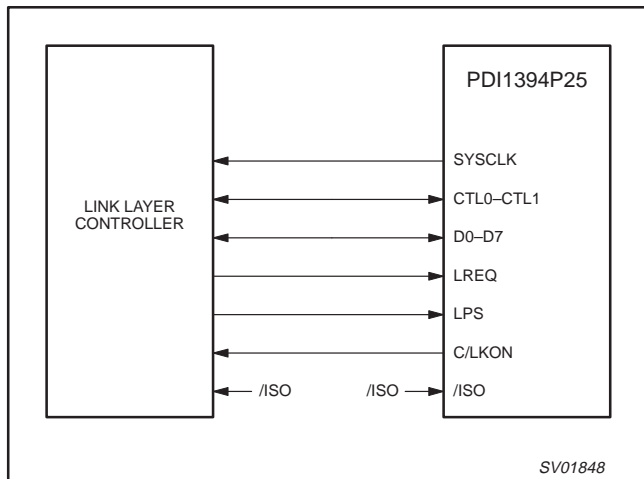 PDI1394P25
SYSCLK
LINK LAYER
CONTROLLER
CTL0–CTL1
D0–D7
LREQ
LPS
C/LKON
/ISO /ISO /ISO
SV01848